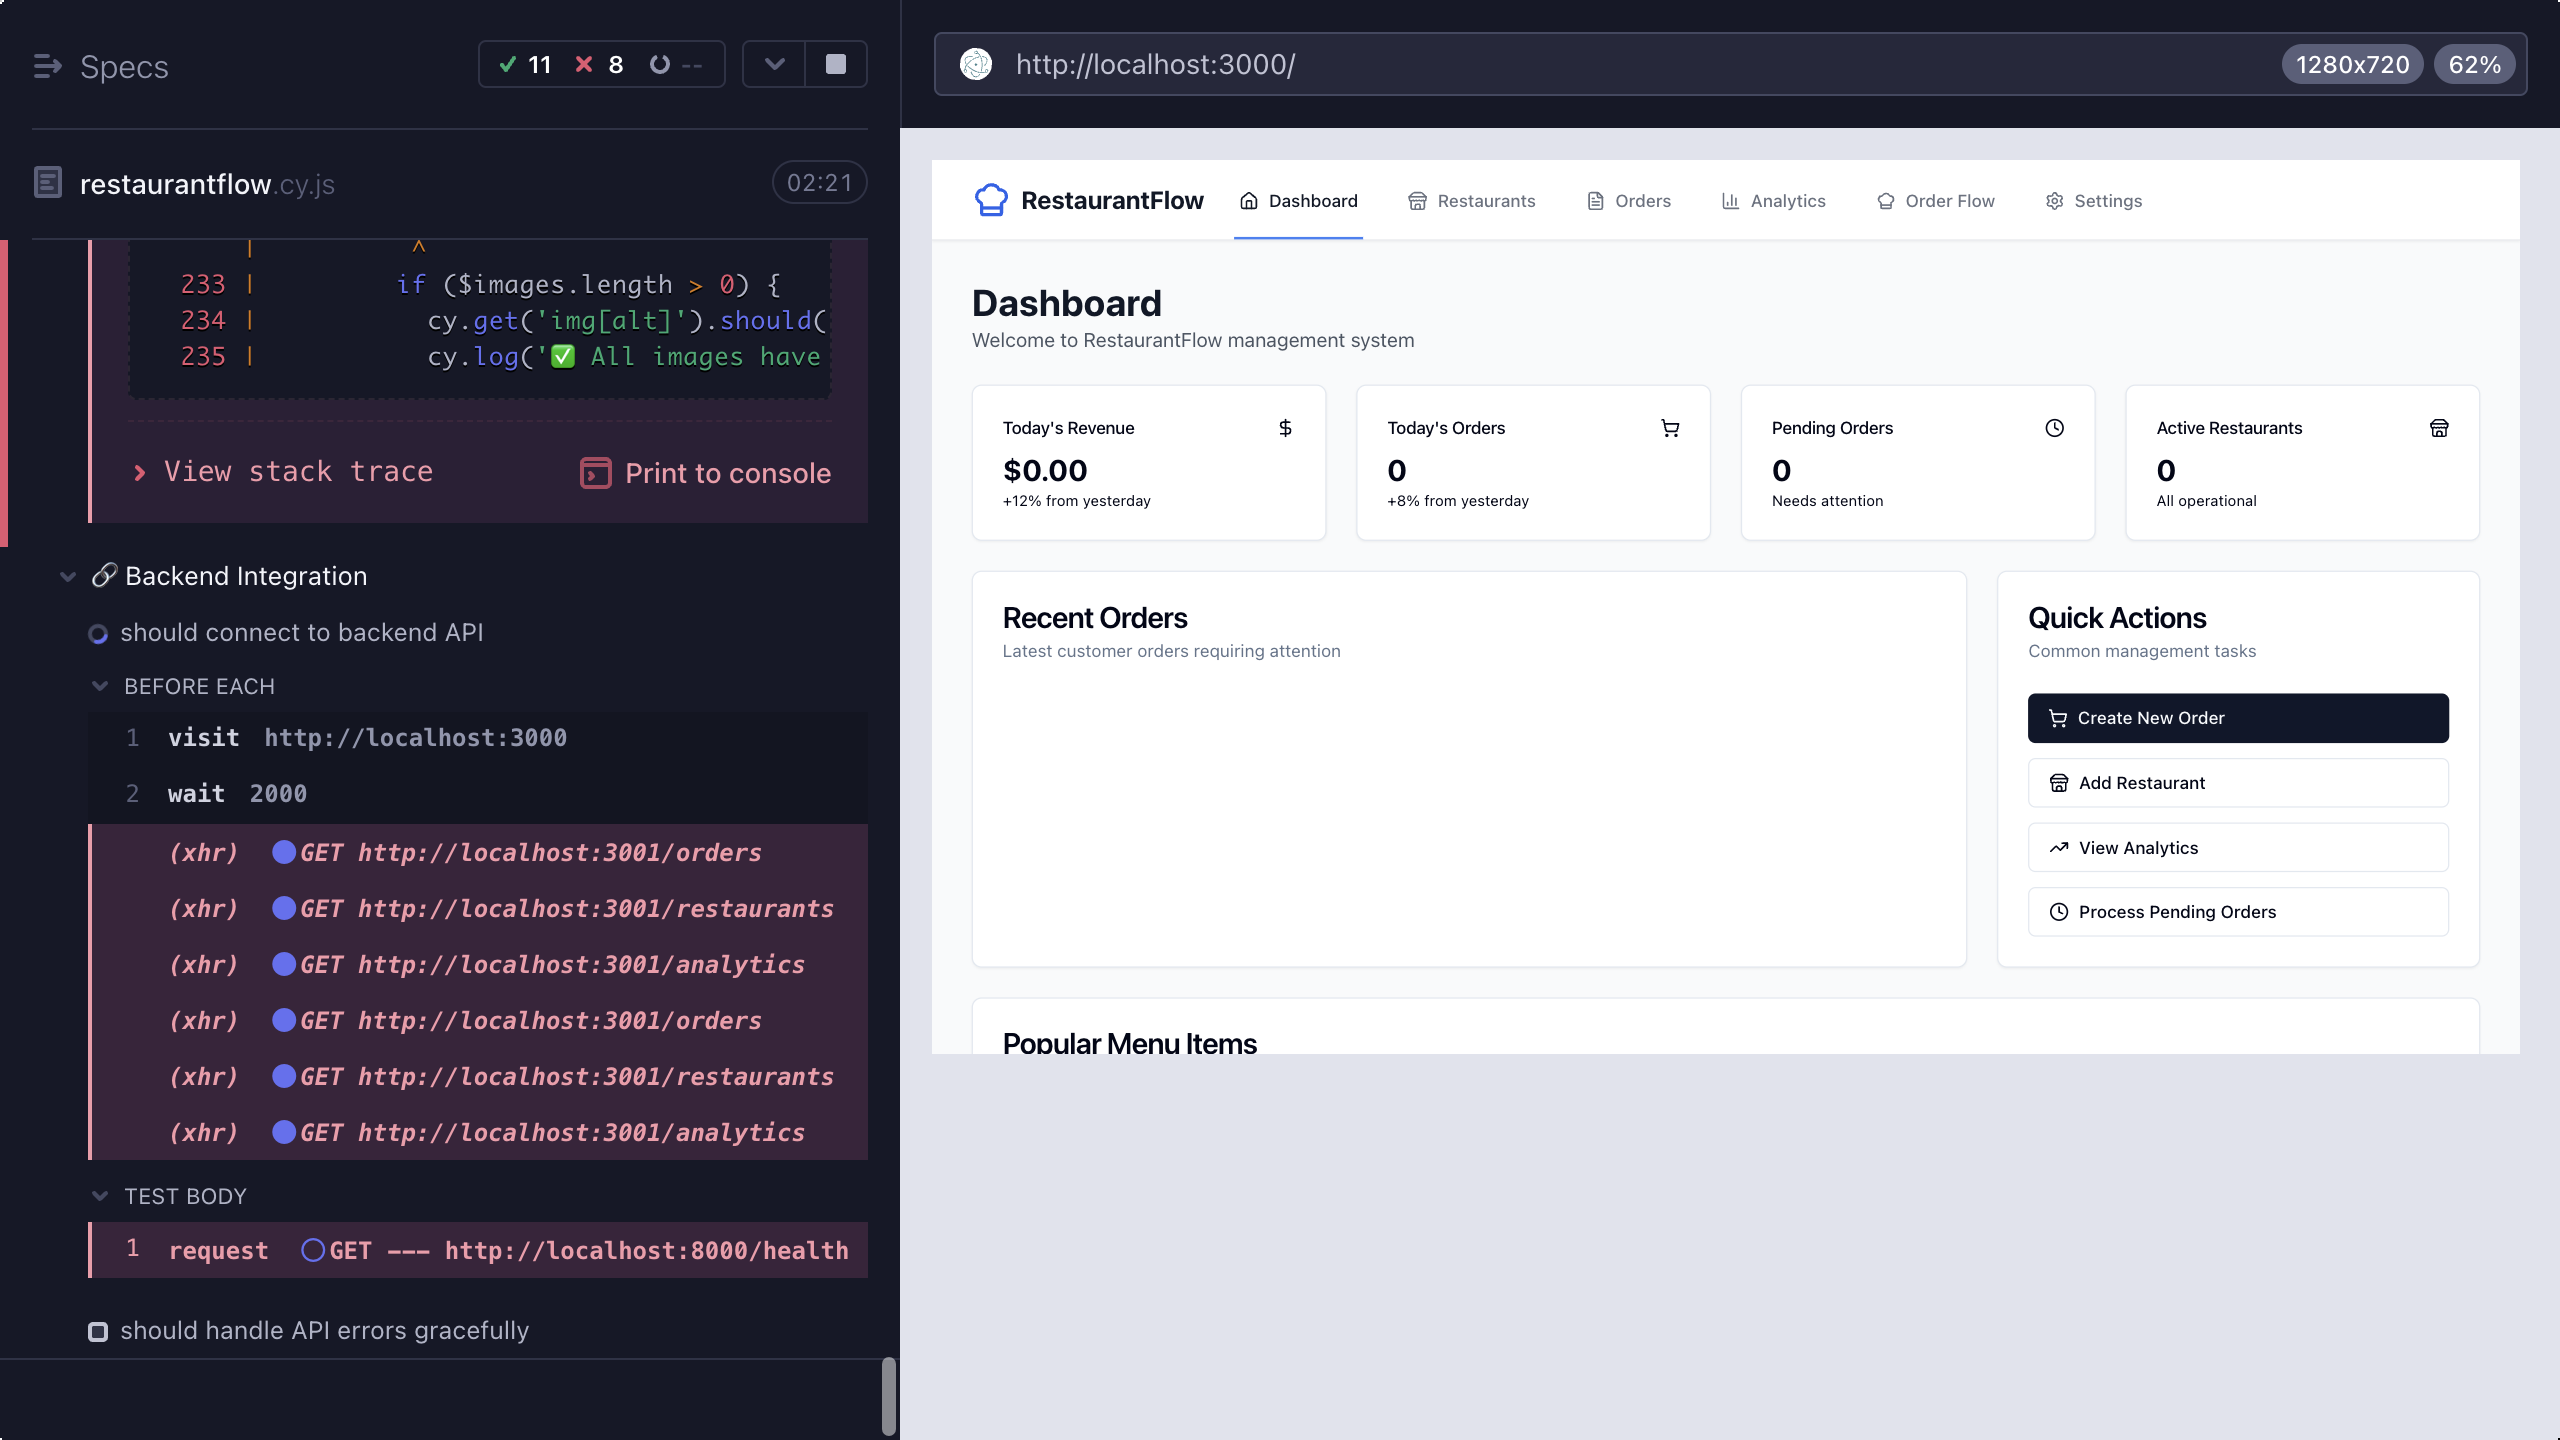 Specs
11 8 --
restaurantflow.cy.js
02:21
| ^
233 | if ($images.length > 0) {
234 | cy.get('img[alt]').should(
235 | cy.log('✅ All images have
View stack trace
Print to console
🔗 Backend Integration
should connect to backend API
BEFORE EACH
1 visit http://localhost:3000
2 wait 2000
(xhr) GET http://localhost:3001/orders
(xhr) GET http://localhost:3001/restaurants
(xhr) GET http://localhost:3001/analytics
(xhr) GET http://localhost:3001/orders
(xhr) GET http://localhost:3001/restaurants
(xhr) GET http://localhost:3001/analytics
TEST BODY
1 request GET --- http://localhost:8000/health
should handle API errors gracefully
http://localhost:3000/
1280x720 62%
RestaurantFlow
Dashboard Restaurants Orders Analytics Order Flow Settings
Dashboard
Welcome to RestaurantFlow management system
Today's Revenue
$0.00
+12% from yesterday
Today's Orders
0
+8% from yesterday
Pending Orders
0
Needs attention
Active Restaurants
0
All operational
Recent Orders
Latest customer orders requiring attention
Quick Actions
Common management tasks
Create New Order
Add Restaurant
View Analytics
Process Pending Orders
Popular Menu Items